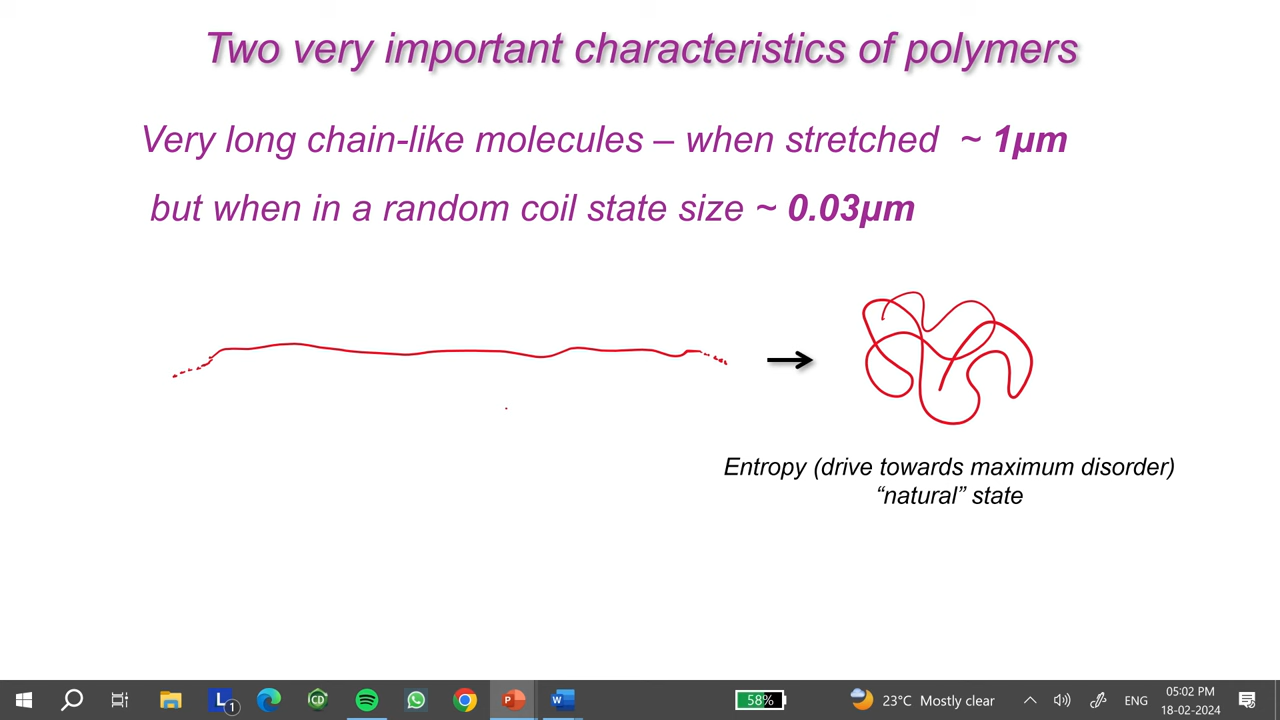 Two very important characteristics of polymers
Very long chain-like molecules – when stretched ~ 1µm
but when in a random coil state size ~ 0.03µm
Entropy (drive towards maximum disorder)
“natural” state
L 1 CD P W 58% 23°C Mostly clear ENG 05:02 PM
18-02-2024